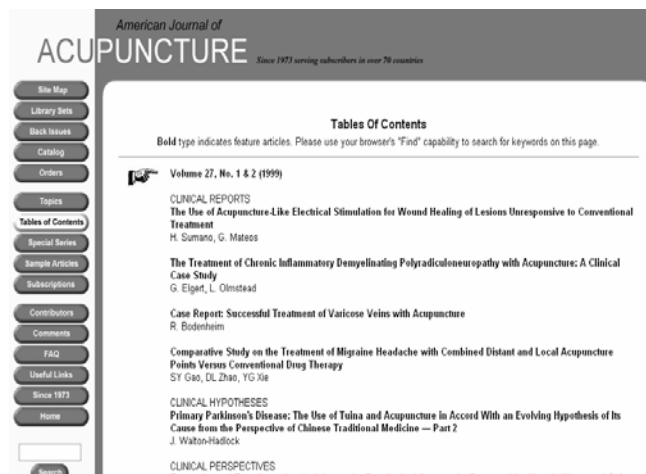 American Journal of
ACUPUNCTURE
Since 1973 serving subscribers in over 70 countries
Site Map
Library Sets
Back Issues
Catalog
Orders
Topics
Tables of Contents
Special Series
Sample Articles
Subscriptions
Contributors
Comments
FAQ
Useful Links
Since 1973
Home
Search
Tables Of Contents
Bold type indicates feature articles. Please use your browser's "Find" capability to search for keywords on this page.
Volume 27, No. 1 & 2 (1999)
CLINICAL REPORTS
The Use of Acupuncture-Like Electrical Stimulation for Wound Healing of Lesions Unresponsive to Conventional
Treatment
H. Sumano, G. Mateos
The Treatment of Chronic Inflammatory Demyelinating Polyradiculoneuropathy with Acupuncture: A Clinical
Case Study
G. Elgert, L. Olmstead
Case Report: Successful Treatment of Varicose Veins with Acupuncture
R. Bodenheim
Comparative Study on the Treatment of Migraine Headache with Combined Distant and Local Acupuncture
Points Versus Conventional Drug Therapy
SY Gao, DL Zhao, YG Xie
CLINICAL HYPOTHESES
Primary Parkinson's Disease: The Use of Tuina and Acupuncture in Accord With an Evolving Hypothesis of Its
Cause from the Perspective of Chinese Traditional Medicine — Part 2
J. Walton-Hadlock
CLINICAL PERSPECTIVES